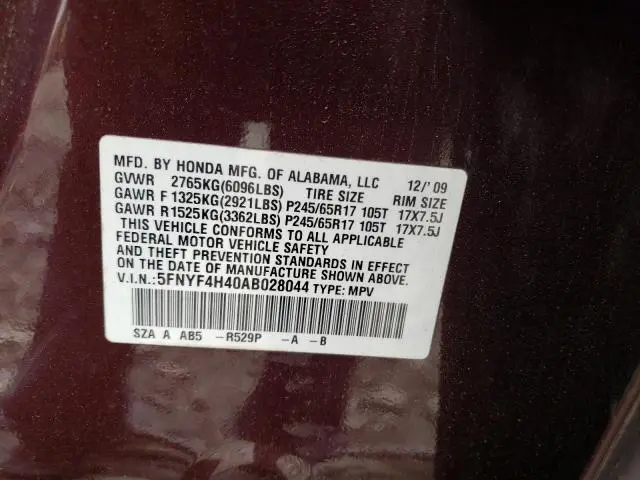 MFD. BY HONDA MFG. OF ALABAMA, LLC 12/'09
GVWR 2765KG(6096LBS) TIRE SIZE RIM SIZE
GAWR F 1325KG(2921LBS) P245/65R17 105T 17X7.5J
GAWR R1525KG(3362LBS) P245/65R17 105T 17X7.5J
THIS VEHICLE CONFORMS TO ALL APPLICABLE
FEDERAL MOTOR VEHICLE SAFETY
AND THEFT PREVENTION STANDARDS IN EFFECT
ON THE DATE OF MANUFACTURE SHOWN ABOVE.
V.I.N.:5FNYF4H40AB028044 TYPE: MPV
SZA A AB5 -R529P -A -B